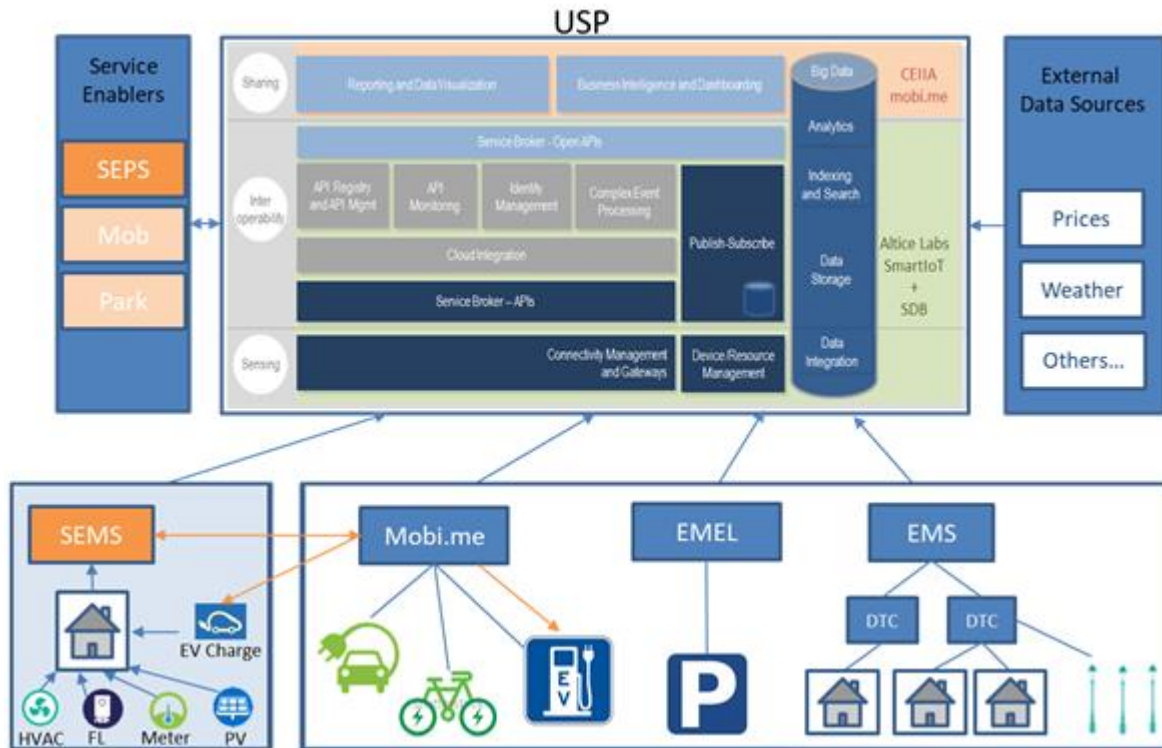 USP
Service
Enablers
SEPS
Mob
Park
Sharing
Reporting and Data Visualization
Business Intelligence and Dashboarding
Big Data
CEIIA
mobi.me
Inter
operability
Service Broker - Open APIs
API Registry
and API Mgmt
API
Monitoring
Identity
Management
Complex Event
Processing
Publish-Subscribe
Cloud Integration
Service Broker – APIs
Analytics
Indexing
and Search
Data
Storage
Data
Integration
Altice Labs
SmartIoT
+
SDB
Sensing
Connectivity Management
and Gateways
Device/Resource
Management
External
Data Sources
Prices
Weather
Others...
SEMS
EV Charge
HVAC
FL
Meter
PV
Mobi.me
E V
EMEL
P
EMS
DTC
DTC